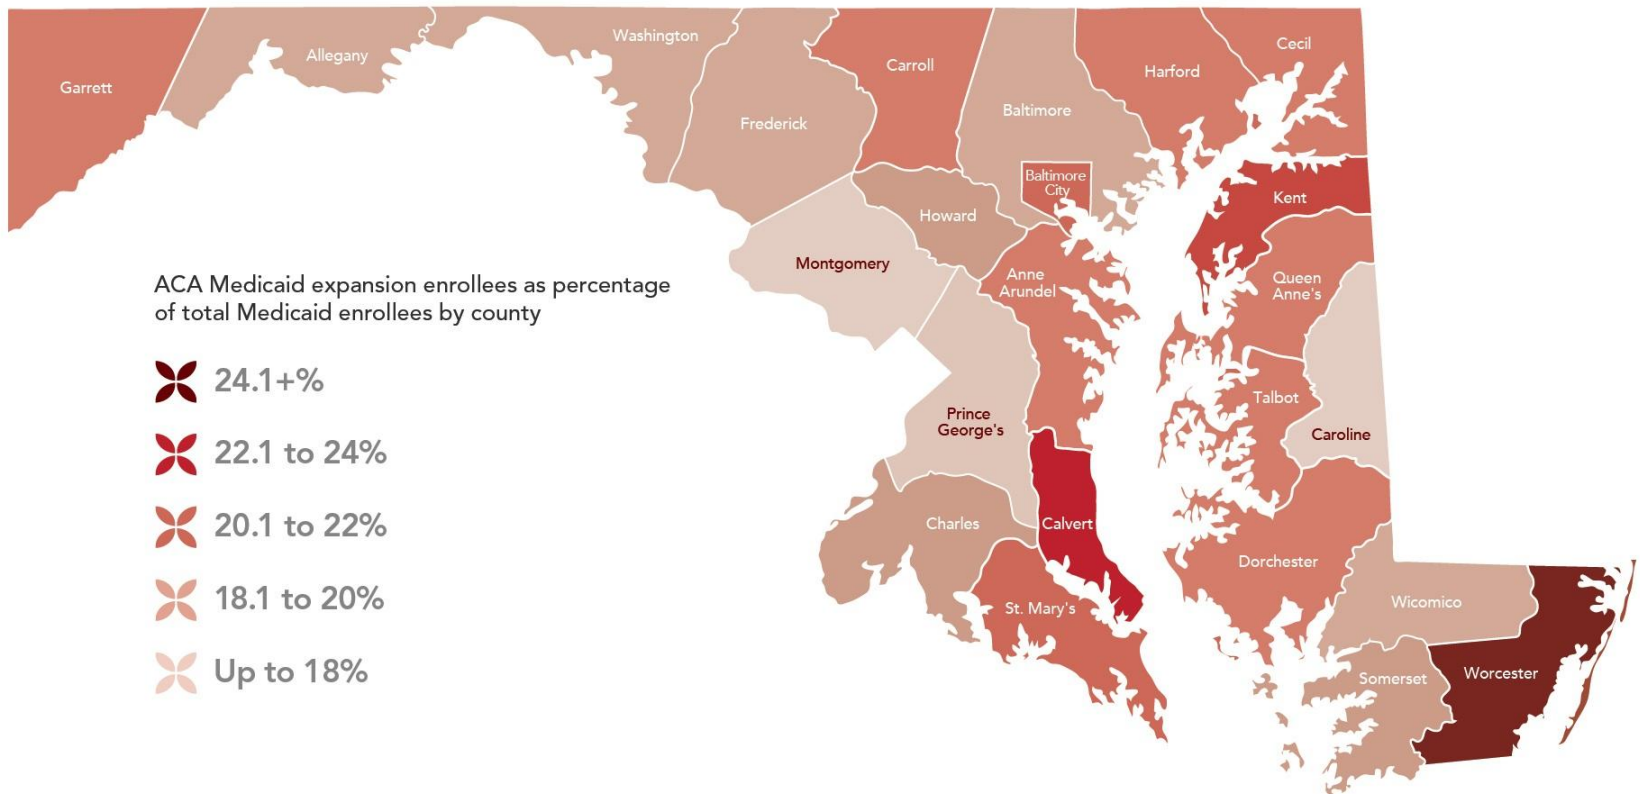 Garrett
Allegany
Washington
Frederick
Carroll
Baltimore
Harford
Cecil
Baltimore
City
Howard
Kent
Montgomery
Anne
Arundel
Queen
Anne's
Prince
George's
Talbot
Caroline
Charles
Calvert
Dorchester
St. Mary's
Wicomico
Somerset
Worcester
ACA Medicaid expansion enrollees as percentage
of total Medicaid enrollees by county
24.1+%
22.1 to 24%
20.1 to 22%
18.1 to 20%
Up to 18%